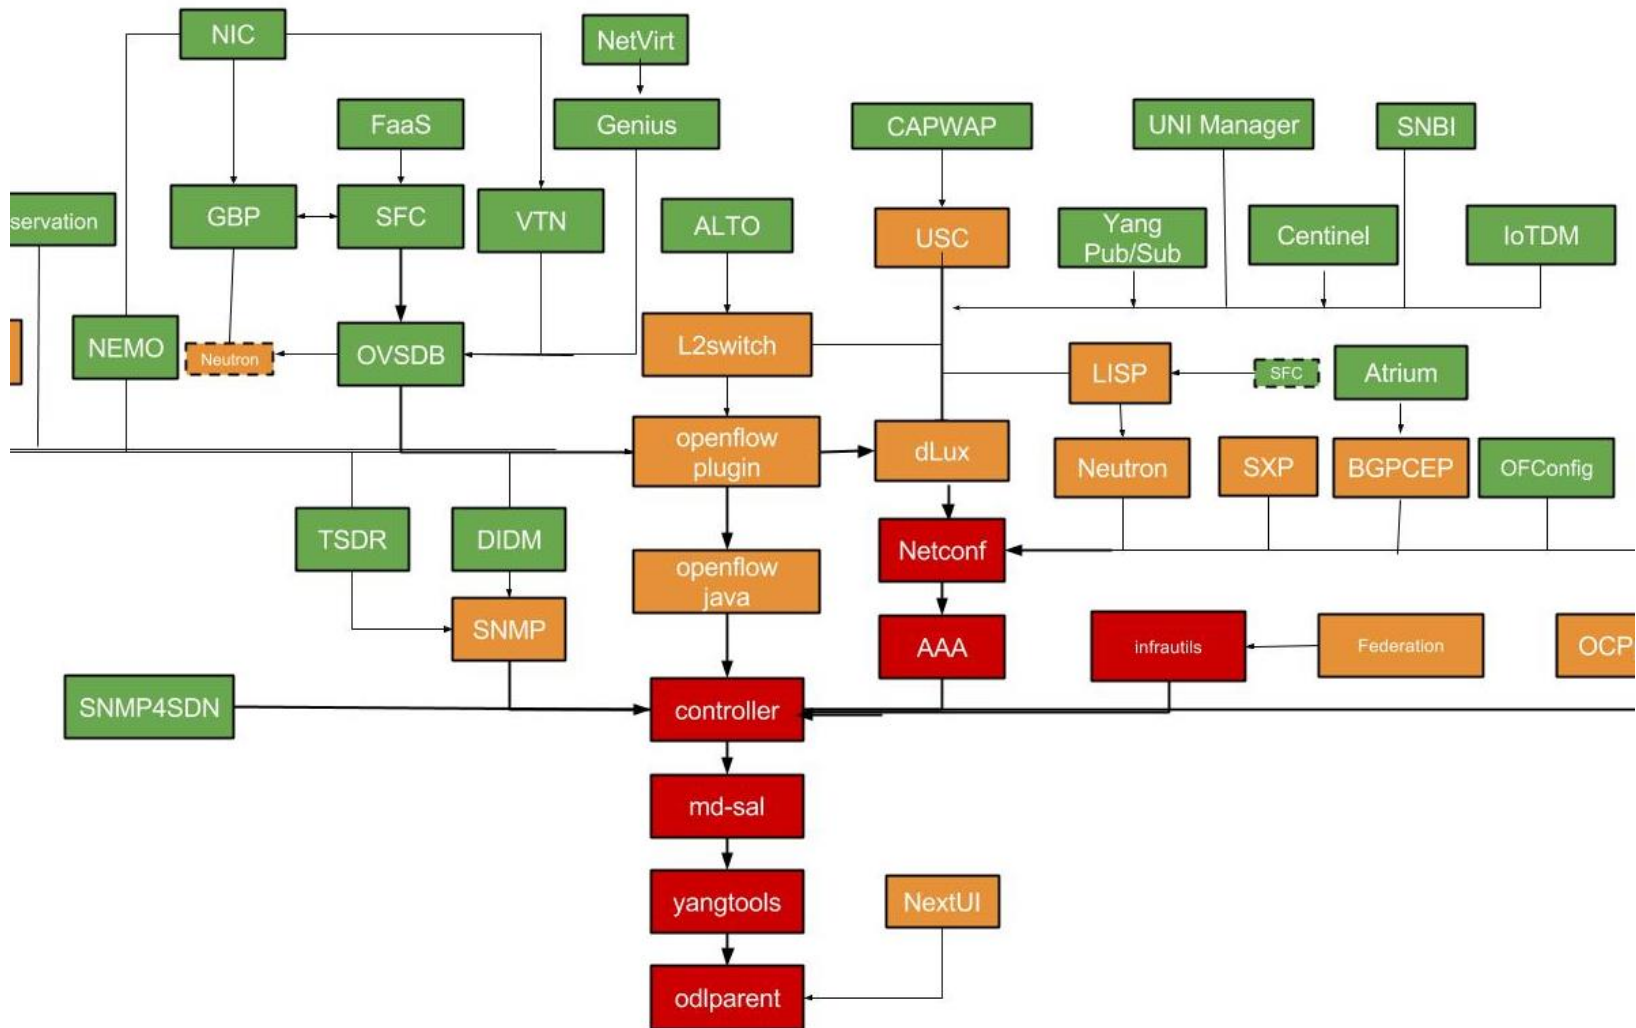 NIC
NetVirt
FaaS
Genius
CAPWAP
UNI Manager
SNBI
servation
GBP
SFC
VTN
ALTO
USC
Yang
Pub/Sub
Centinel
IoTDM
NEMO
Neutron
OVSDB
L2switch
LISP
SFC
Atrium
openflow
plugin
dLux
Neutron
SXP
BGPCEP
OFConfig
TSDR
DIDM
Netconf
openflow
java
SNMP
AAA
infrautils
Federation
OCP
SNMP4SDN
controller
md-sal
yangtools
NextUI
odlparent